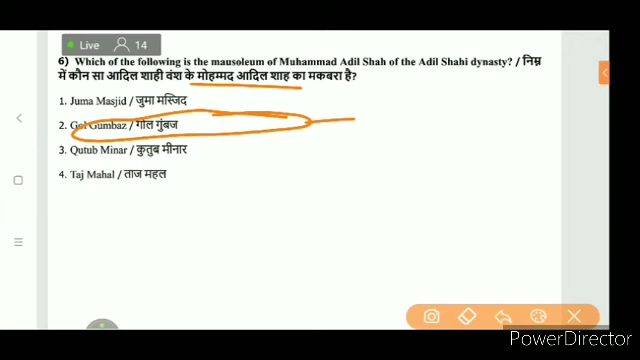 Live 14
6) Which of the following is the mausoleum of Muhammad Adil Shah of the Adil Shahi dynasty? / निम्न
में कौन सा आदिल शाही वंश के मोहम्मद आदिल शाह का मकबरा है?
1. Juma Masjid / जुमा मस्जिद
2. Gol Gumbaz / गोल गुंबज
3. Qutub Minar / कुतुब मीनार
4. Taj Mahal / ताज महल
PowerDirector